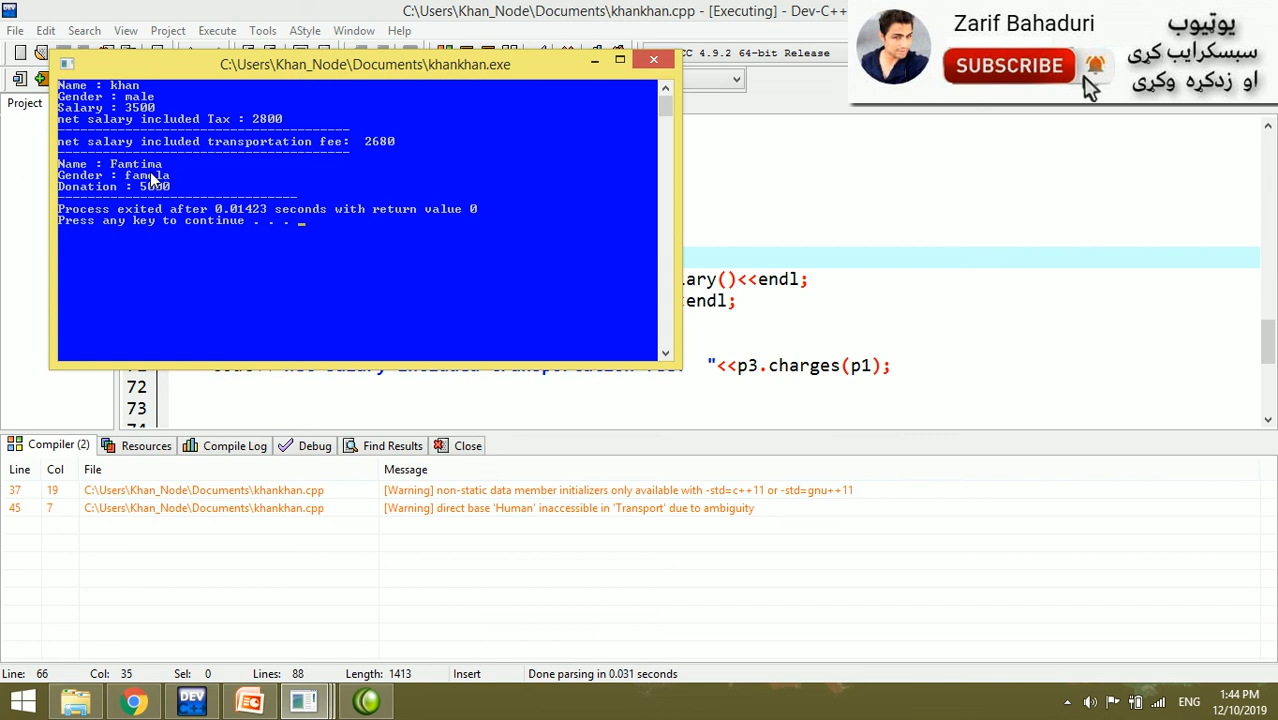 C:\Users\Khan_Node\Documents\khankhan.cpp - [Executing] - Dev-C++
File Edit Search View Project Execute Tools AStyle Window Help
CC 4.9.2 64-bit Release
Project
C:\Users\Khan_Node\Documents\khankhan.exe
Name : khan
Gender : male
Salary : 3500
net salary included Tax : 2800
---------------------------------------
net salary included transportation fee:  2680
---------------------------------------
Name : Famtima
Gender :
Donation :
--------------------------------
Process exited after 0.01423 seconds with return value 0
Press any key to continue . . . _
Zarif Bahaduri
SUBSCRIBE
یوټیوب
سبسکرایب کړی
او زدکړه وکړی
ary()<<endl;
endl;
"<<p3.charges(p1);
72
73
Compiler (2) Resources Compile Log Debug Find Results Close
Line Col File Message
37 19 C:\Users\Khan_Node\Documents\khankhan.cpp [Warning] non-static data member initializers only available with -std=c++11 or -std=gnu++11
45 7 C:\Users\Khan_Node\Documents\khankhan.cpp [Warning] direct base 'Human' inaccessible in 'Transport' due to ambiguity
Line: 66 Col: 35 Sel: 0 Lines: 88 Length: 1413 Insert Done parsing in 0.031 seconds
DEV C++
ENG
1:44 PM
12/10/2019